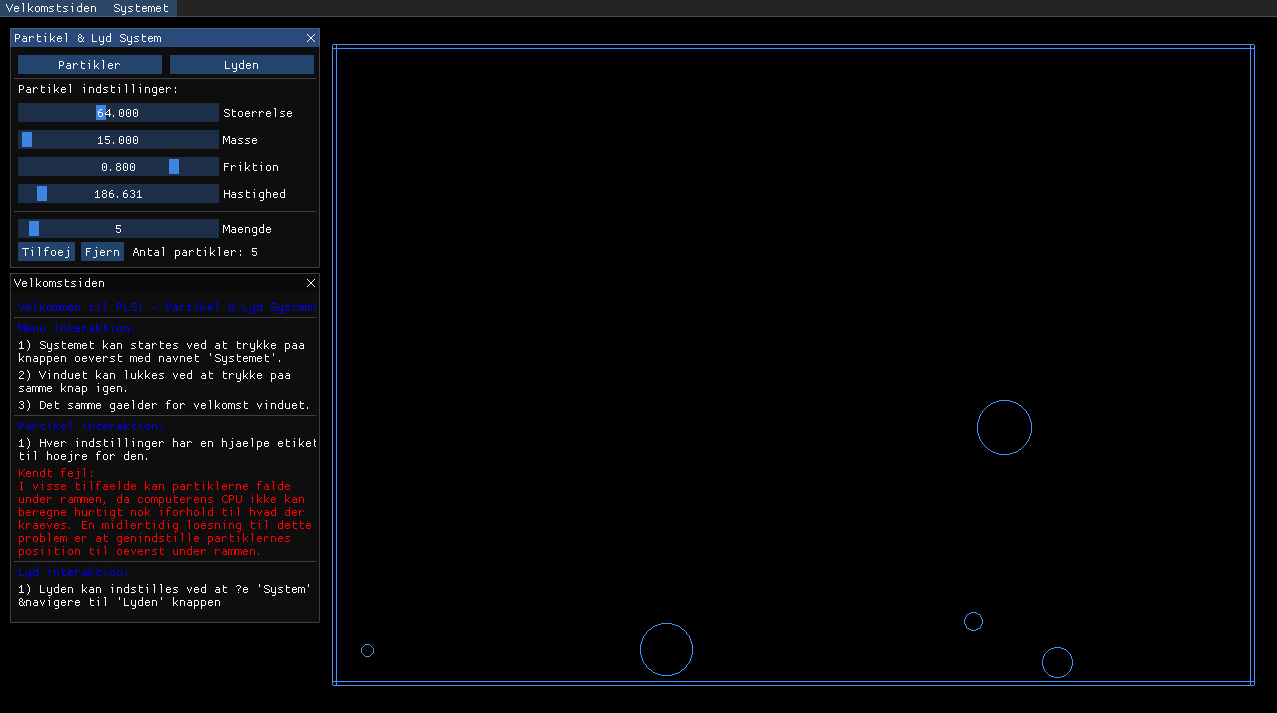 Velkomstsiden Systemet
Partikel & Lyd System
Partikler Lyden
Partikel indstillinger:
64.000 Stoerrelse
15.000 Masse
0.800 Friktion
186.631 Hastighed
5 Maengde
Tilfoej Fjern Antal partikler: 5
Velkomstsiden
Velkommen til - Partikel & Lyd System
Menu interaktion:
1) Systemet kan startes ved at trykke paa
knappen oeverst med navnet 'Systemet'.
2) Vinduet kan lukkes ved at trykke paa
samme knap igen.
3) Det samme gaelder for velkomst vinduet.
Partikel interaktion:
1) Hver indstillinger har en hjaelpe etiket
til hoejre for den.
Kendt fejl:
I visse tilfaelde kan partiklerne falde
under rammen, da computerens CPU ikke kan
beregne hurtigt nok iforhold til hvad der
kraeves. En midlertidig loesning til dette
problem er at genindstille partiklernes
posiition til oeverst under rammen.
Lyd interaktion:
1) Lyden kan indstilles ved at ?e 'System'
&navigere til 'Lyden' knappen